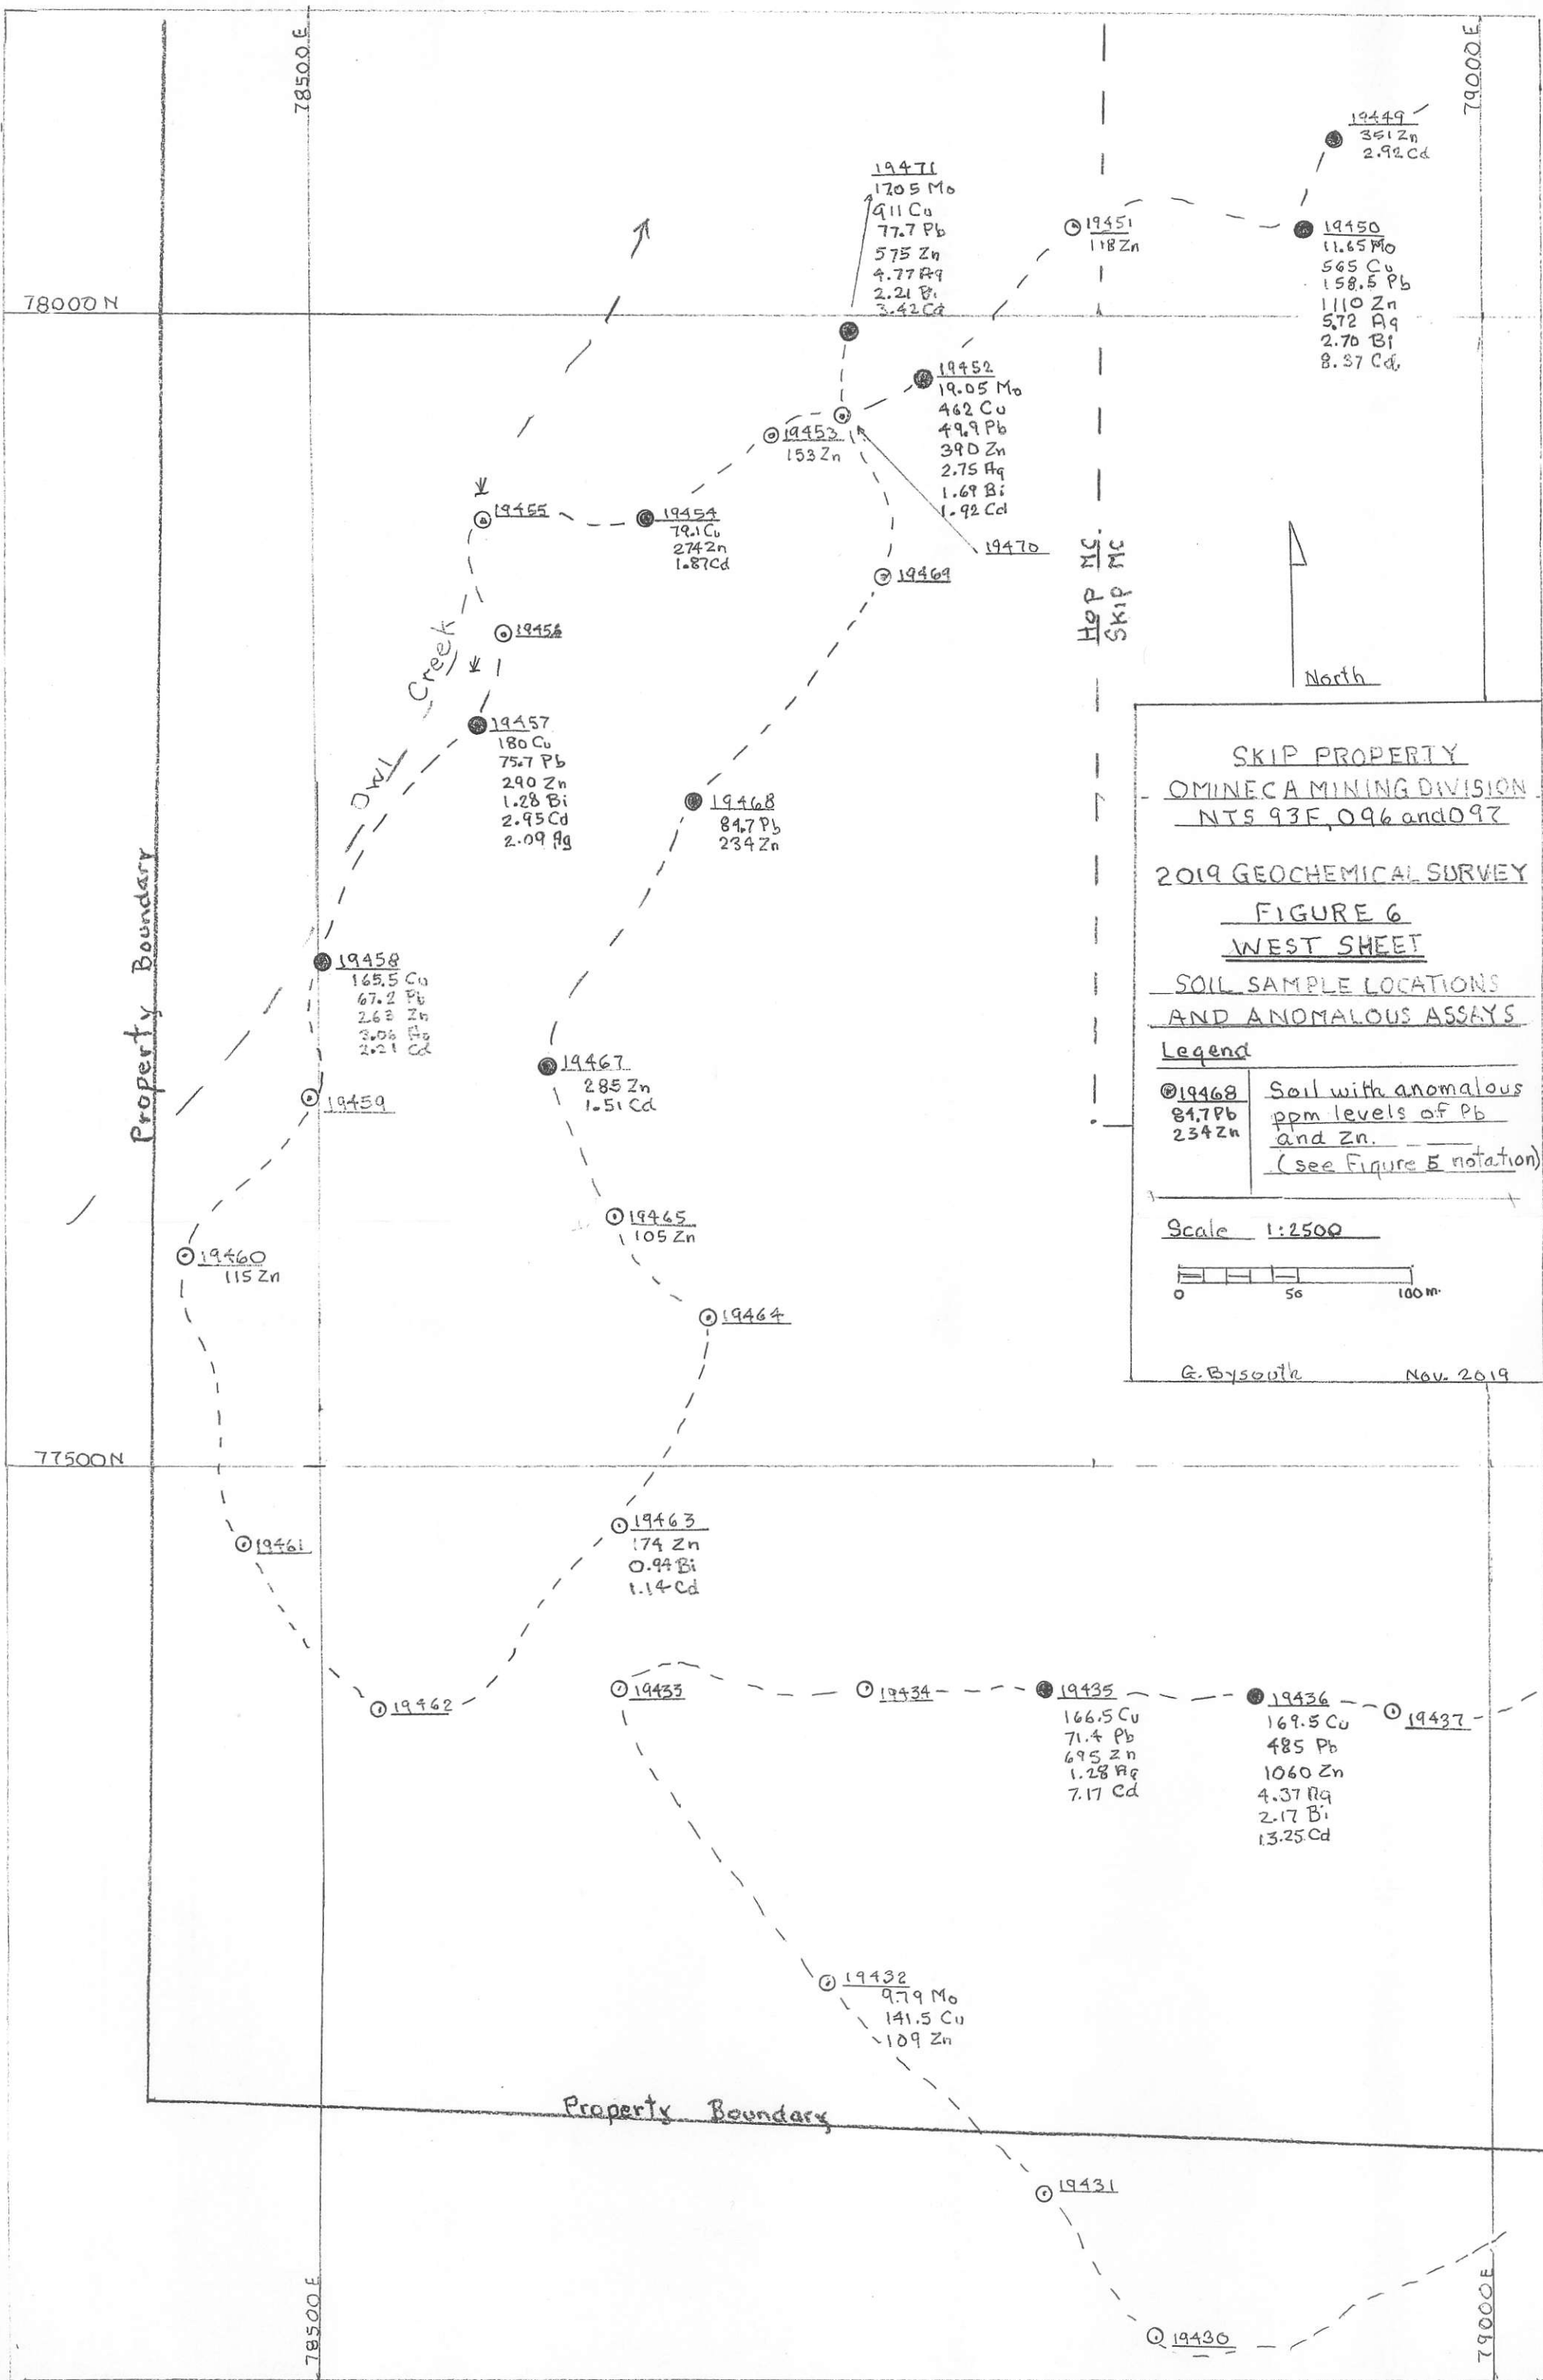 78500E
79000E
19449
351 Zn
2.92 Cd
19471
1705 Mo
911 Cu
77.7 Pb
575 Zn
4.77 Ag
2.21 Bi
3.42 Cd
19451
118 Zn
19450
11.65 Mo
565 Cu
158.5 Pb
1110 Zn
5.72 Ag
2.70 Bi
8.37 Cd.
78000N
19452
19.05 Mo
462 Cu
49.9 Pb
390 Zn
2.75 Ag
1.69 Bi
1.92 Cd
19453
153 Zn
19455
19454
79.1 Cu
274 Zn
1.87 Cd
19470
19469
HOP MC.
SKIP MC
19456
Owl Creek
North
19457
180 Cu
75.7 Pb
290 Zn
1.28 Bi
2.95 Cd
2.09 Ag
19468
84.7 Pb
234 Zn
Property Boundary
19458
165.5 Cu
67.2 Pb
263 Zn
3.06 Ag
2.21 Cd
19467
285 Zn
1.51 Cd
19459
19465
105 Zn
19460
115 Zn
19464
SKIP PROPERTY
OMINECA MINING DIVISION
NTS 93E, 096 and 097
2019 GEOCHEMICAL SURVEY
FIGURE 6
WEST SHEET
SOIL SAMPLE LOCATIONS
AND ANOMALOUS ASSAYS
Legend
19468
84.7 Pb
234 Zn
Soil with anomalous
ppm levels of Pb
and Zn.
(see Figure 5 notation)
Scale 1:2500
0 50 100 m.
G. Bysouth Nov. 2019
77500N
19463
174 Zn
0.94 Bi
1.14 Cd
19461
19462
19433
19434
19435
166.5 Cu
71.4 Pb
695 Zn
1.28 Ag
7.17 Cd
19436
169.5 Cu
485 Pb
1060 Zn
4.37 Ag
2.17 Bi
13.25 Cd
19437
19432
9.79 Mo
141.5 Cu
109 Zn
Property Boundary
19431
19430
78500E
79000E